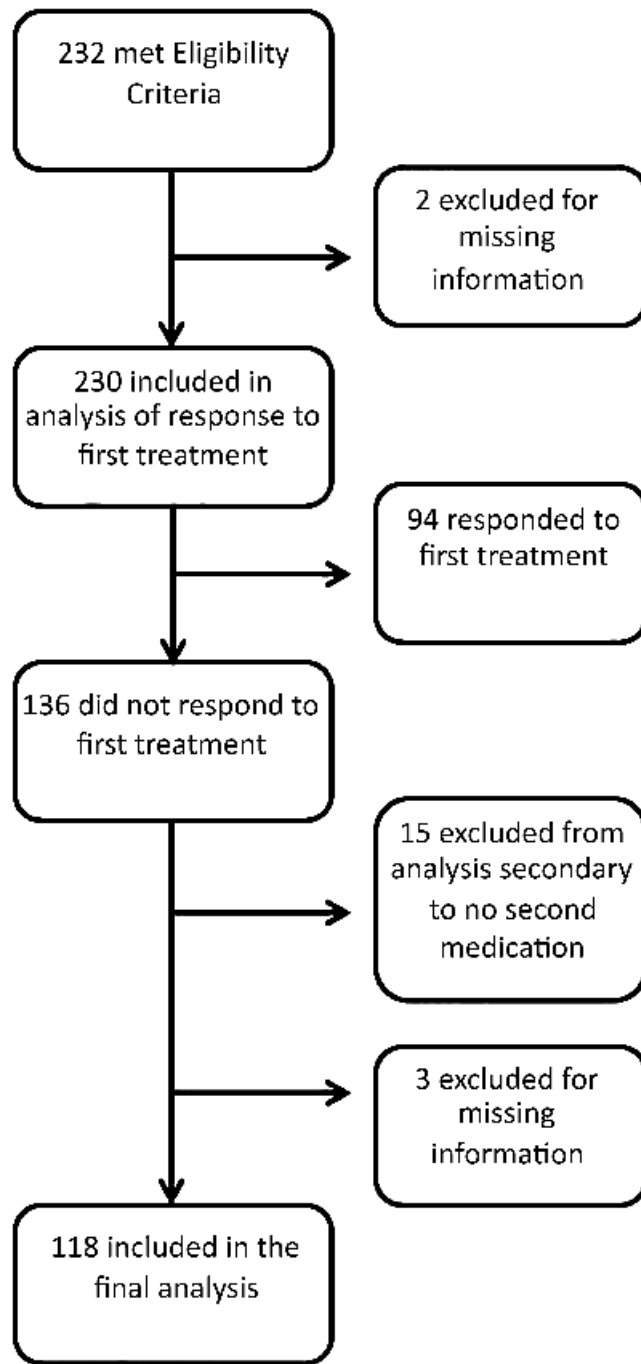 232 met Eligibility
Criteria
2 excluded for
missing
information
230 included in
analysis of response to
first treatment
94 responded to
first treatment
136 did not respond to
first treatment
15 excluded from
analysis secondary
to no second
medication
3 excluded for
missing
information
118 included in the
final analysis